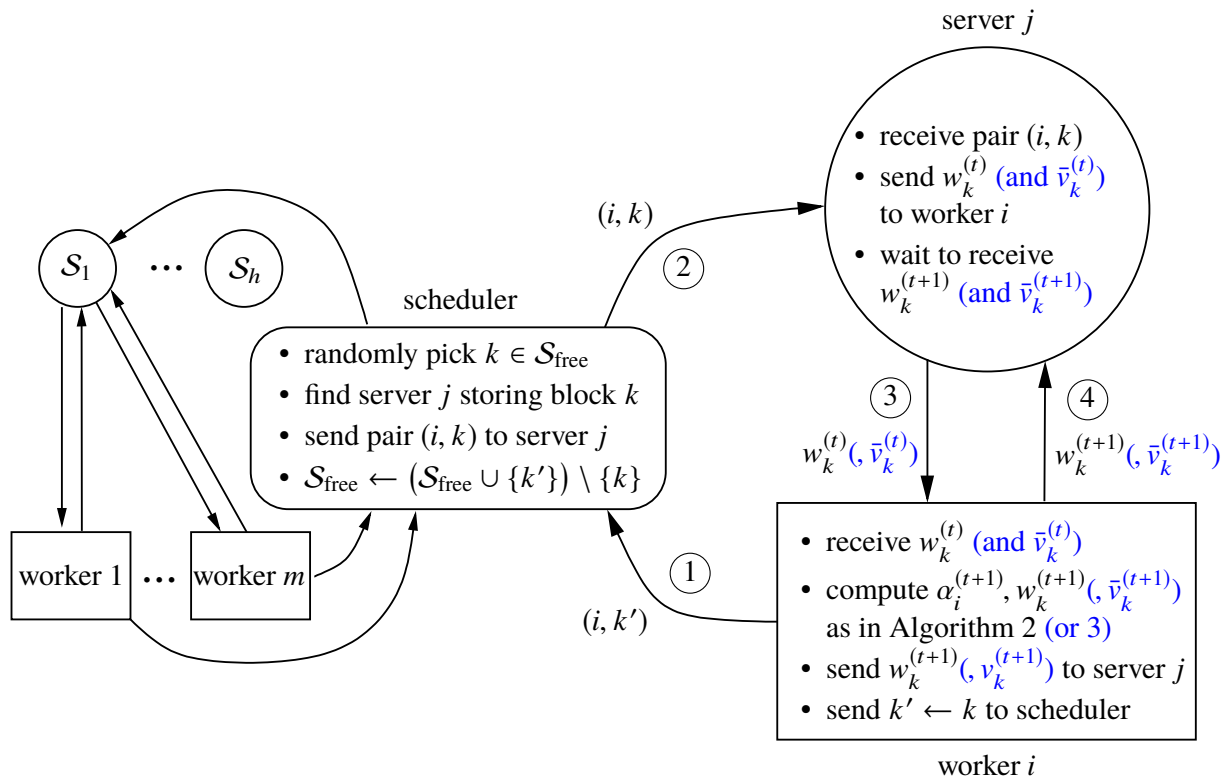 server j
• receive pair (i, k)
• send w_k^{(t)} (and v̄_k^{(t)})
to worker i
• wait to receive
w_k^{(t+1)} (and v̄_k^{(t+1)})
(i, k)
②
S_1 ··· S_h
scheduler
• randomly pick k ∈ S_free
• find server j storing block k
• send pair (i, k) to server j
• S_free ← (S_free ∪ {k′}) \ {k}
③
④
w_k^{(t)}(, v̄_k^{(t)})
w_k^{(t+1)}(, v̄_k^{(t+1)})
worker 1 ··· worker m
①
(i, k′)
• receive w_k^{(t)} (and v̄_k^{(t)})
• compute α_i^{(t+1)}, w_k^{(t+1)}(, v̄_k^{(t+1)})
as in Algorithm 2 (or 3)
• send w_k^{(t+1)}(, v_k^{(t+1)}) to server j
• send k′ ← k to scheduler
worker i